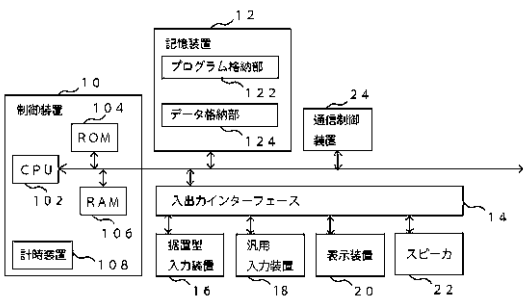 12
記憶装置
プログラム格納部
122
データ格納部
124
10
制御装置
104
ROM
CPU
102
RAM
106
計時装置
108
24
通信制御
装置
入出力インターフェース
14
据置型
入力装置
16
汎用
入力装置
18
表示装置
20
スピーカ
22